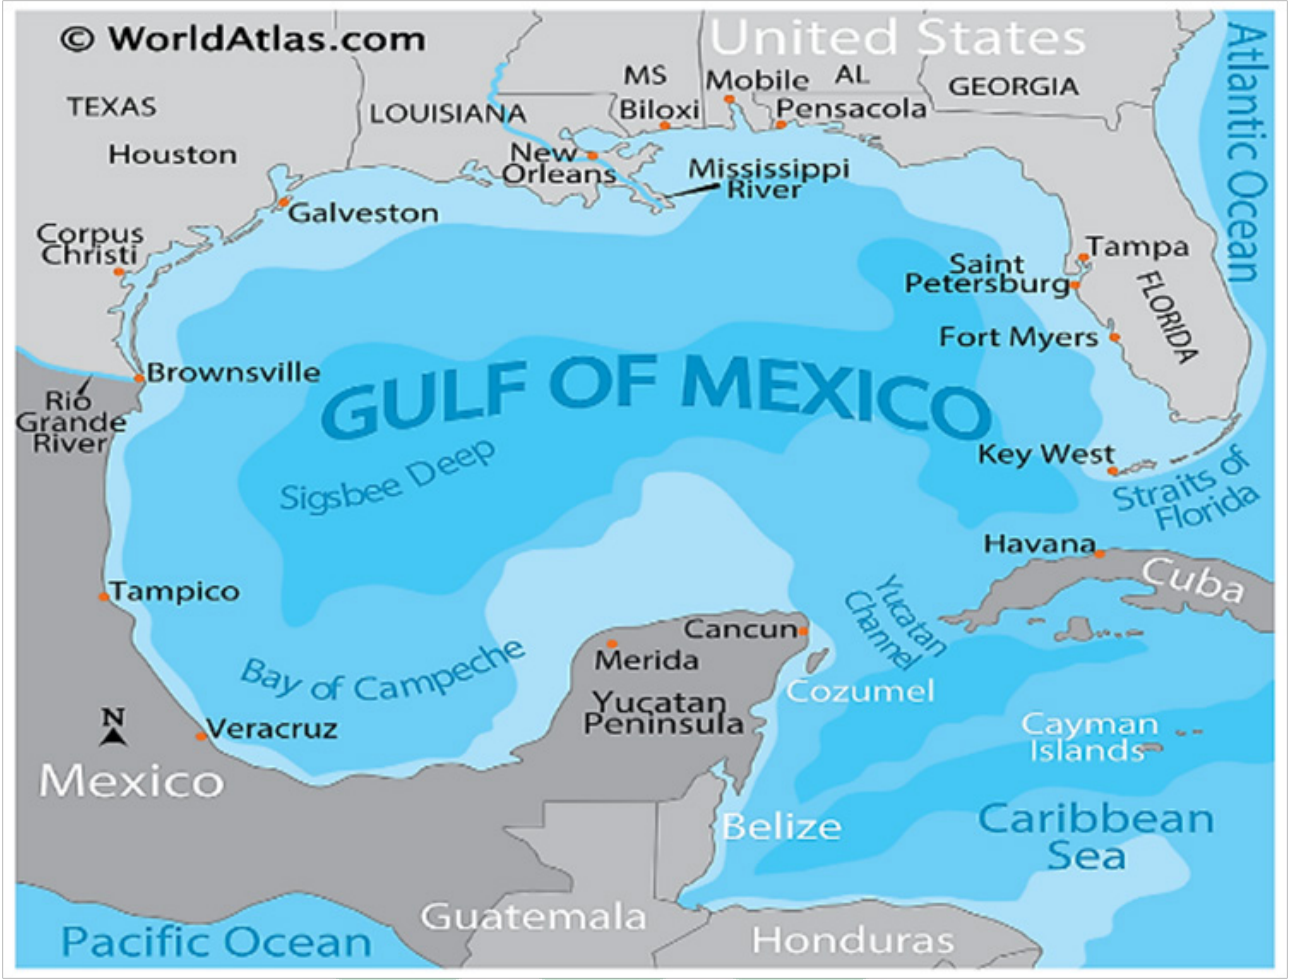 © WorldAtlas.com
United States
Atlantic Ocean
MS
Mobile
AL
GEORGIA
TEXAS
LOUISIANA
Biloxi
Pensacola
Houston
New
Orleans
Mississippi
River
Galveston
Corpus
Christi
Tampa
Saint
Petersburg
FLORIDA
Fort Myers
Brownsville
GULF OF MEXICO
Rio
Grande
River
Sigsbee Deep
Key West
Straits of
Florida
Havana
Cuba
Tampico
Yucatan
Channel
Cancun
Merida
Bay of Campeche
Cozumel
Yucatan
Peninsula
N
Veracruz
Cayman
Islands
Mexico
Belize
Caribbean
Sea
Guatemala
Honduras
Pacific Ocean